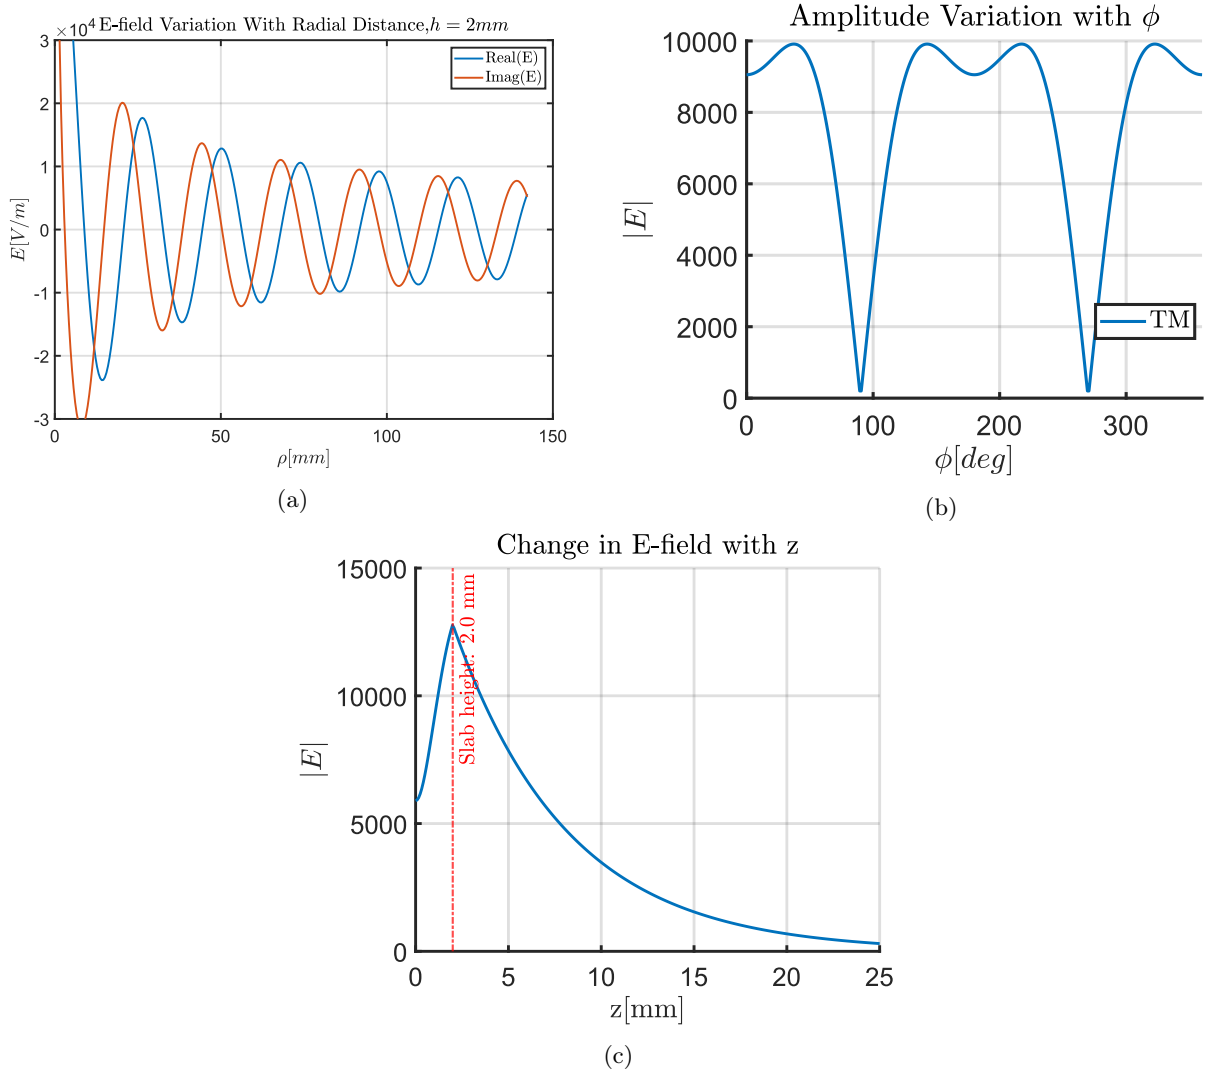 ×10⁴ E-field Variation With Radial Distance,h = 2mm
Real(E)
Imag(E)
3
2
1
0
-1
-2
-3
E[V/m]
0 50 100 150
ρ[mm]
(a)
Amplitude Variation with ϕ
10000
8000
6000
4000
2000
0
|E|
TM
0 100 200 300
ϕ[deg]
(b)
Change in E-field with z
15000
10000
5000
0
|E|
Slab height: 2.0 mm
0 5 10 15 20 25
z[mm]
(c)